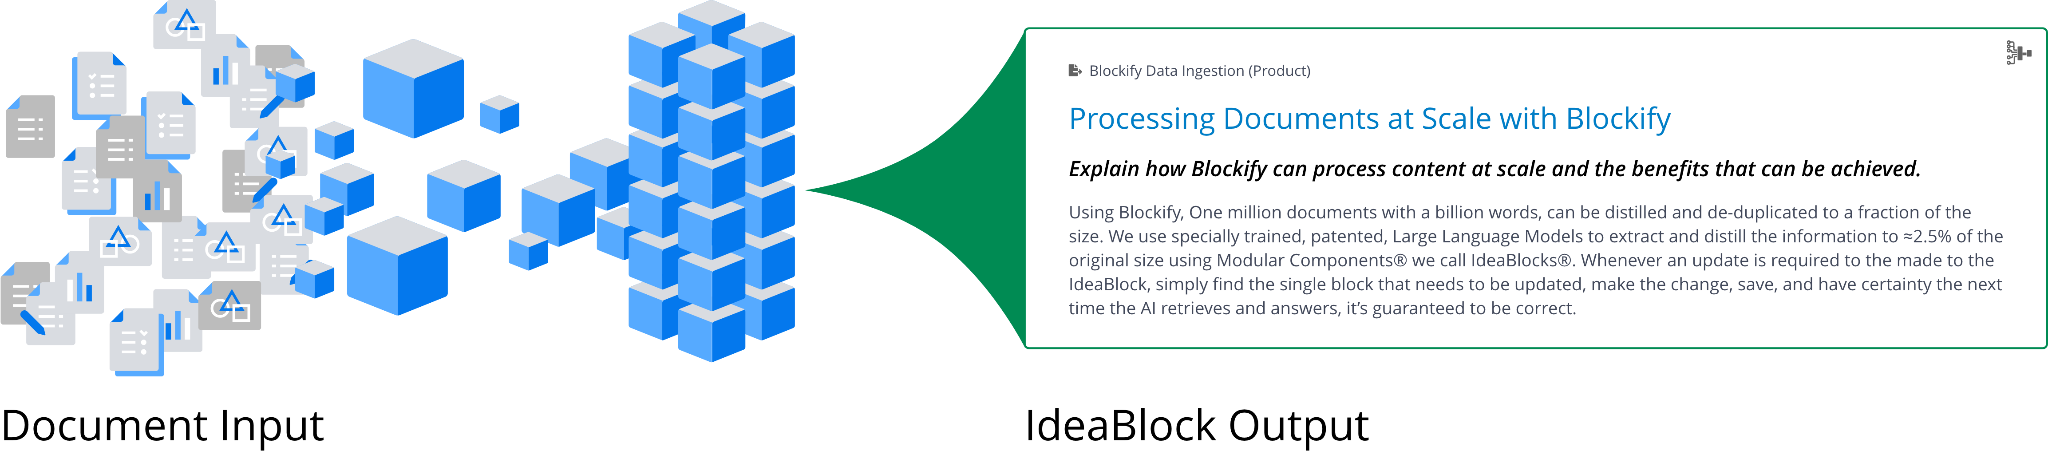 Blockify Data Ingestion (Product)
Processing Documents at Scale with Blockify
Explain how Blockify can process content at scale and the benefits that can be achieved.
Using Blockify, One million documents with a billion words, can be distilled and de-duplicated to a fraction of the
size. We use specially trained, patented, Large Language Models to extract and distill the information to ≈2.5% of the
original size using Modular Components® we call IdeaBlocks®. Whenever an update is required to the made to the
IdeaBlock, simply find the single block that needs to be updated, make the change, save, and have certainty the next
time the AI retrieves and answers, it’s guaranteed to be correct.
Document Input
IdeaBlock Output